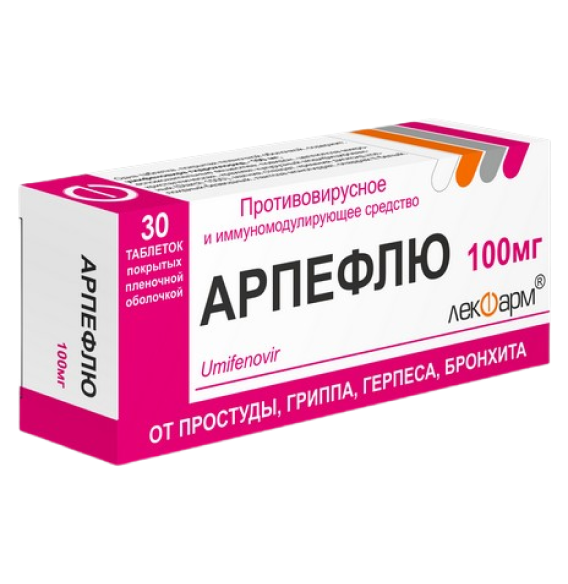 30
ТАБЛЕТОК
покрытых
пленочной
оболочкой
АРПЕФЛЮ
100мг
Противовирусное
и иммуномодулирующее средство
АРПЕФЛЮ 100мг
Umifenovir
лекфарм®
ОТ ПРОСТУДЫ, ГРИППА, ГЕРПЕСА, БРОНХИТА